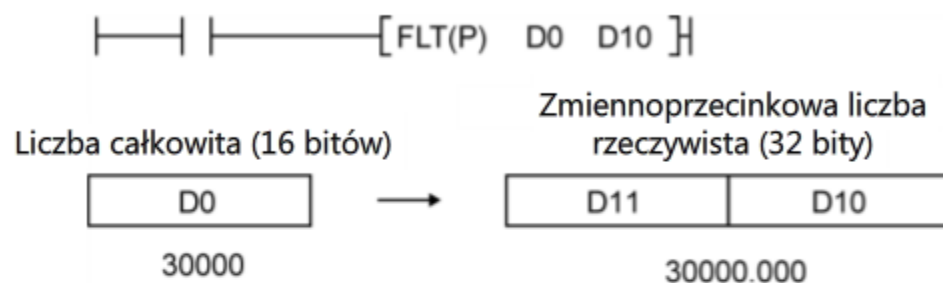 FLT(P) D0 D10
Zmiennoprzecinkowa liczba
Liczba całkowita (16 bitów) rzeczywista (32 bity)
D0 D11 D10
30000 30000.000